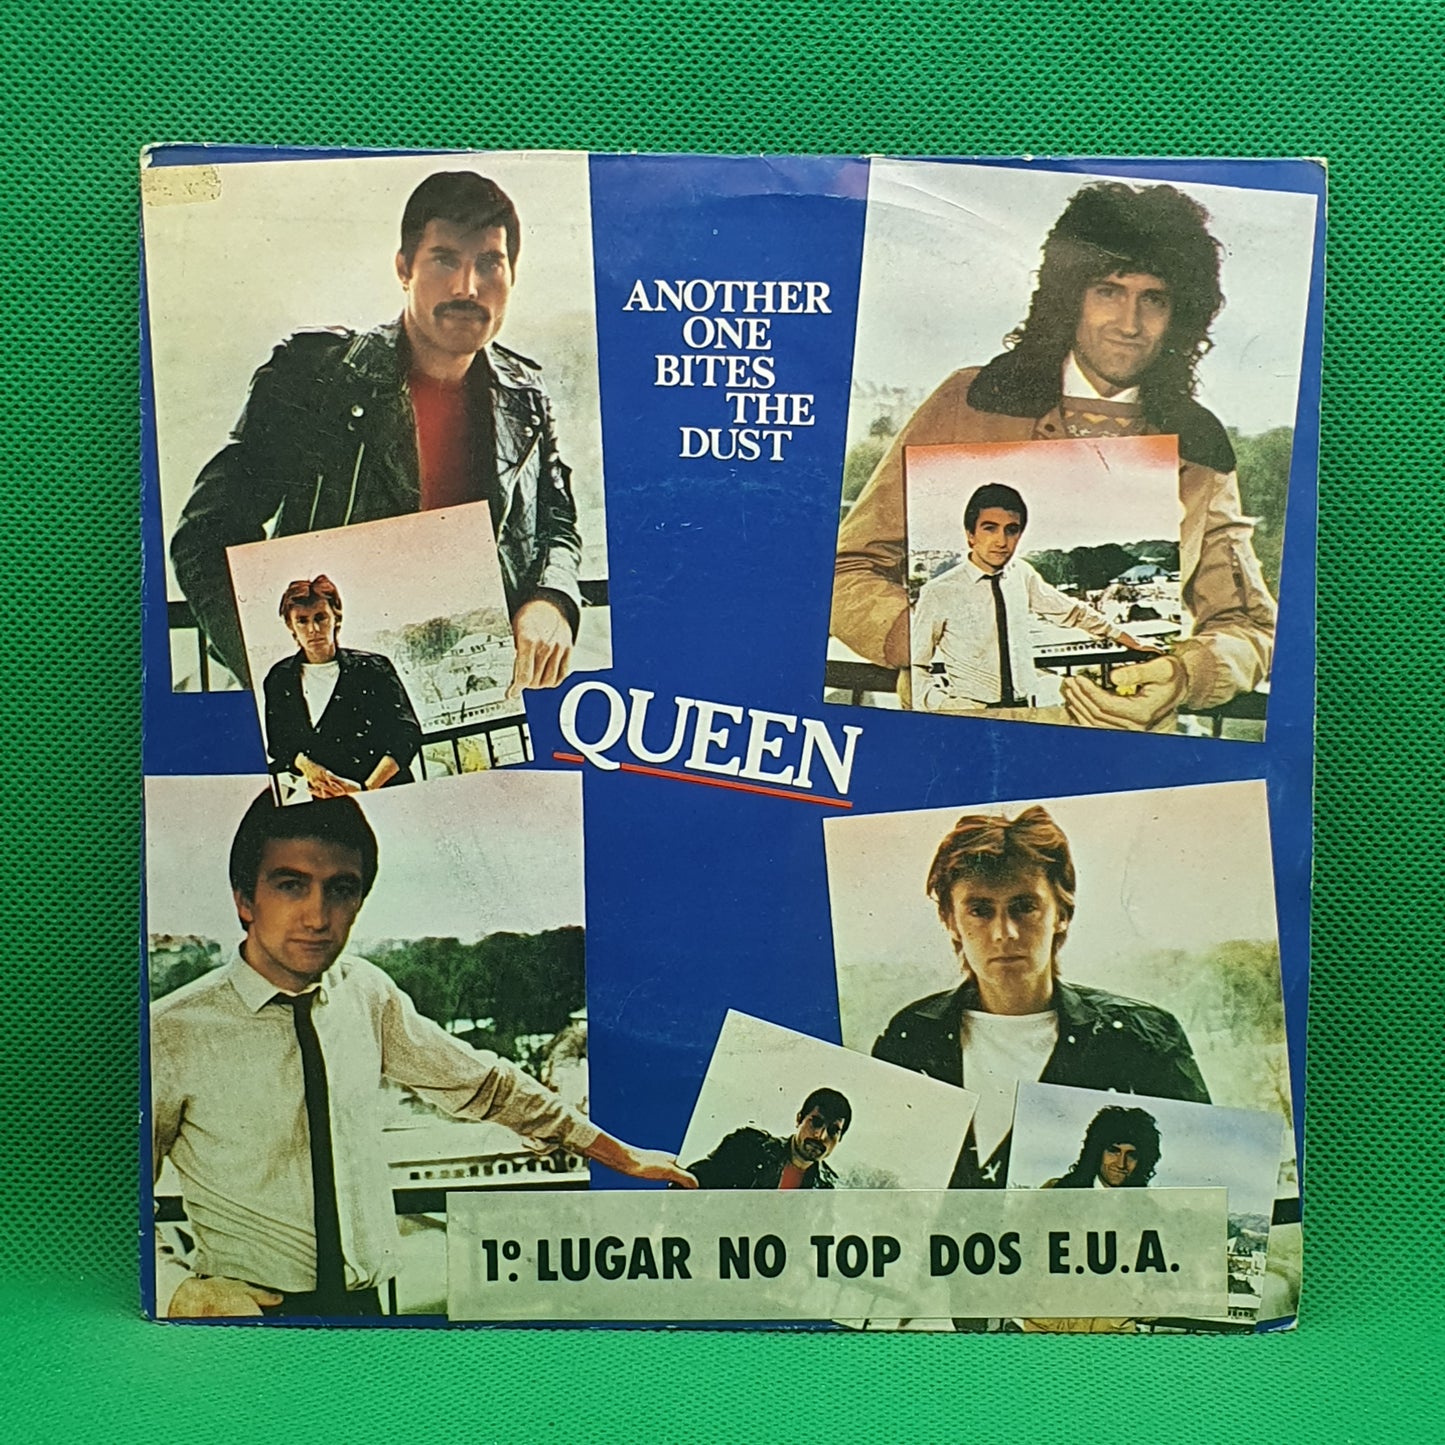 ANOTHER
ONE
BITES
THE
DUST
QUEEN
1º. LUGAR NO TOP DOS E.U.A.